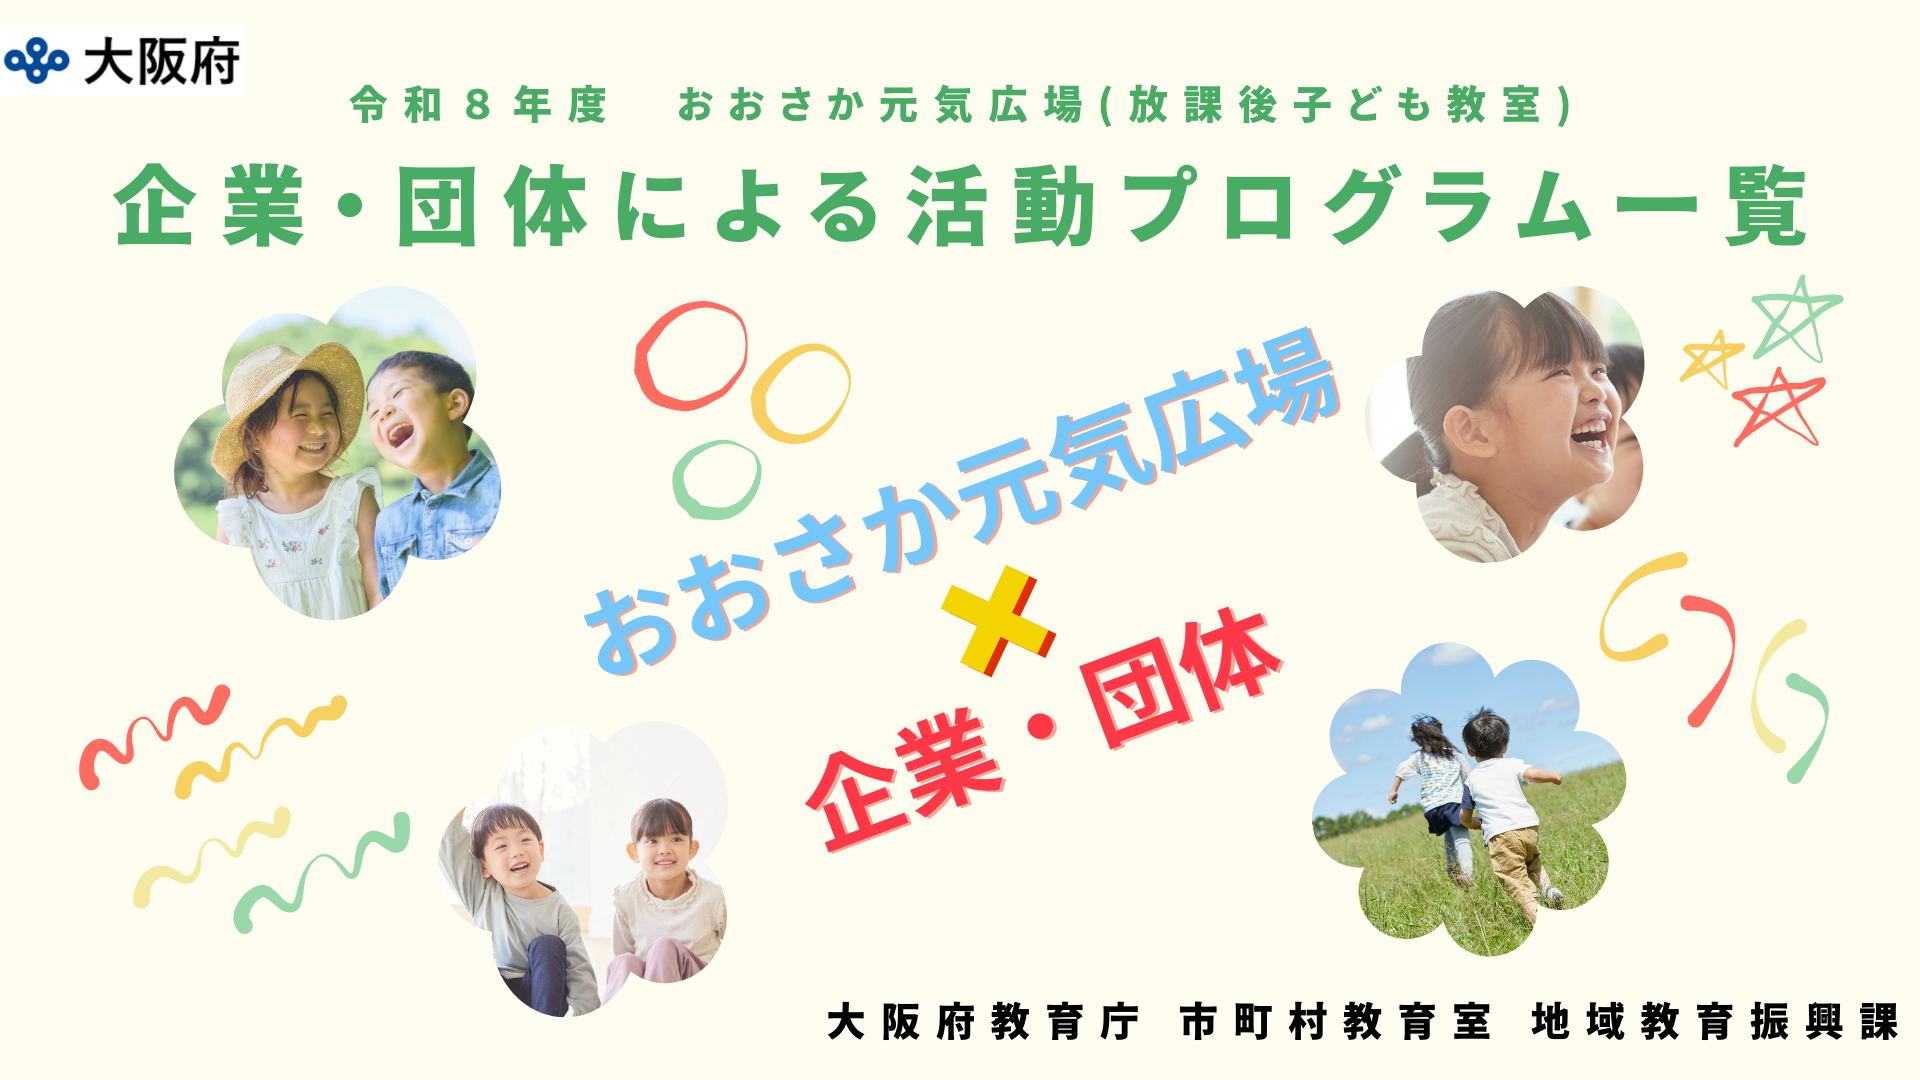 大阪府
令和８年度　おおさか元気広場(放課後子ども教室)
企業・団体による活動プログラム一覧
おおさか元気広場
×
企業・団体
大阪府教育庁 市町村教育室 地域教育振興課